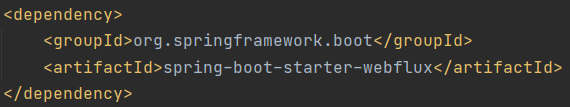 <dependency>
    <groupId>org.springframework.boot</groupId>
    <artifactId>spring-boot-starter-webflux</artifactId>
</dependency>